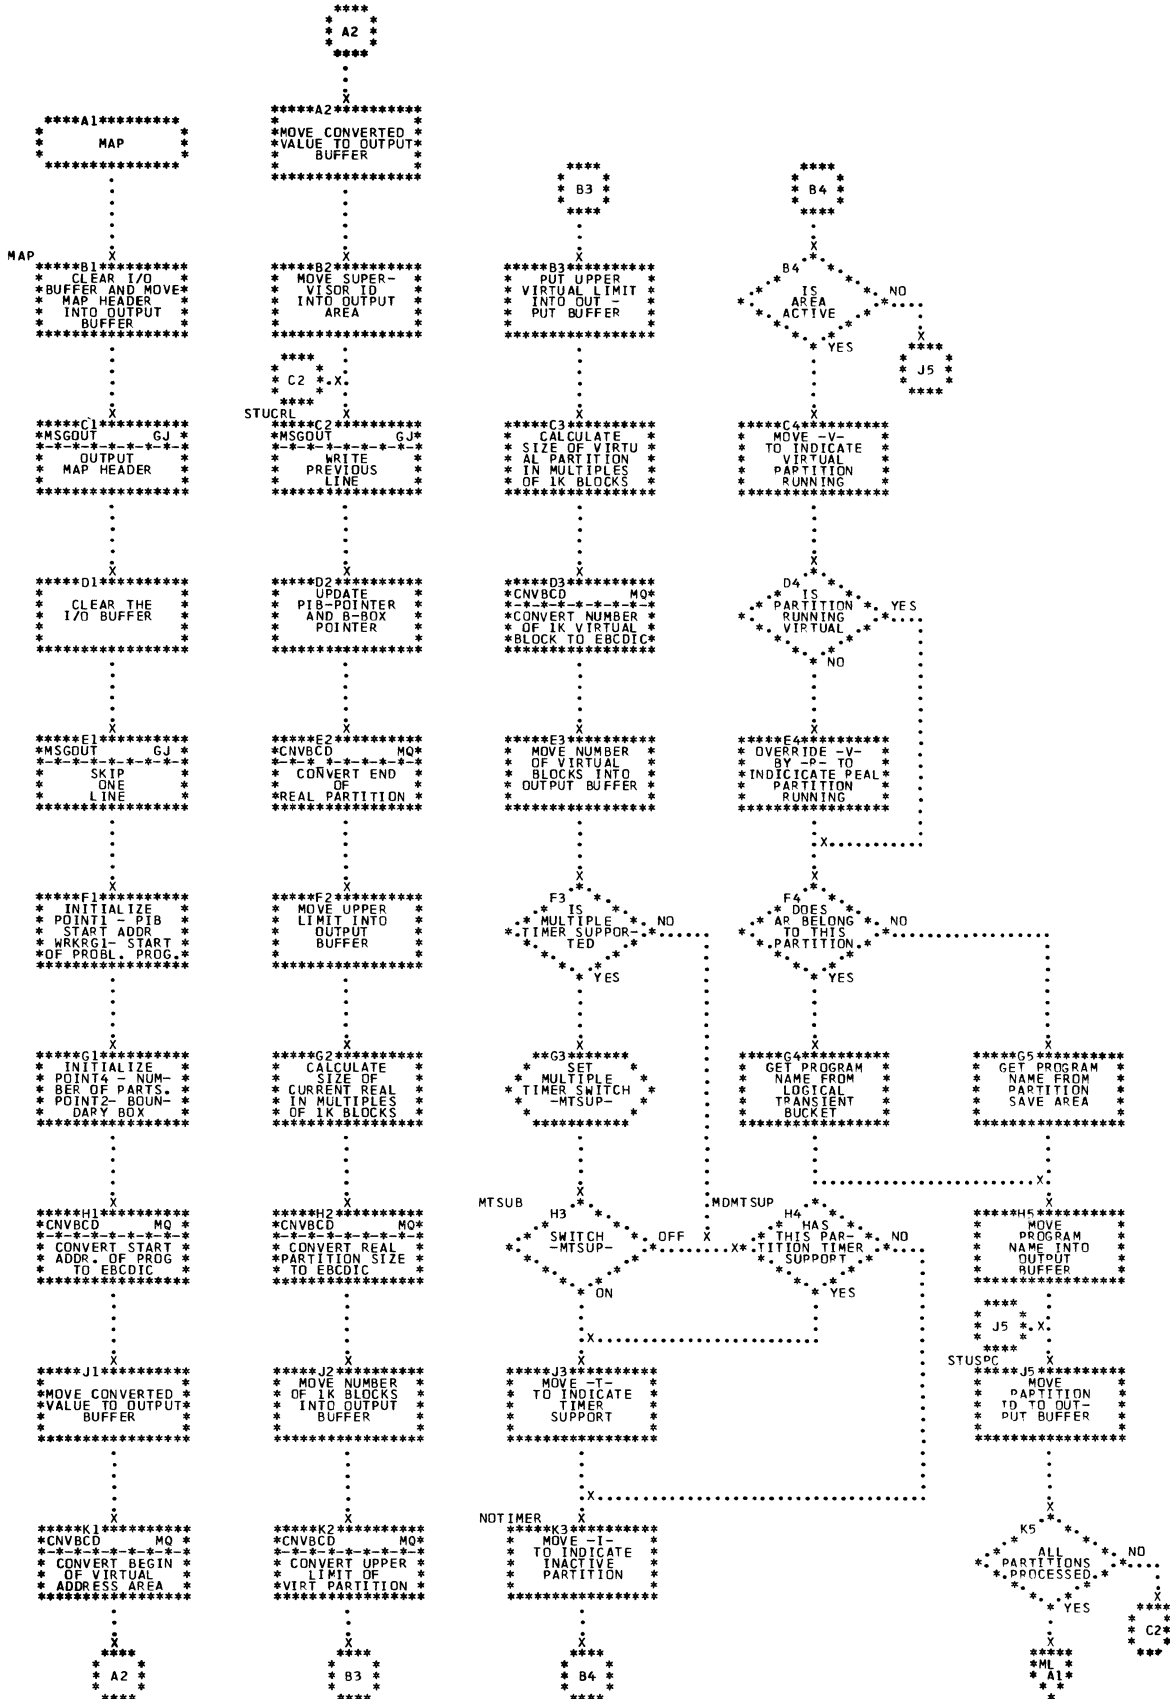 A2
A1
MAP
A2
MOVE CONVERTED
VALUE TO OUTPUT
BUFFER
B3
B4
MAP
B1
CLEAR I/O
BUFFER AND MOVE
MAP HEADER
INTO OUTPUT
BUFFER
B2
MOVE SUPER-
VISOR ID
INTO OUTPUT
AREA
B3
PUT UPPER
VIRTUAL LIMIT
INTO OUT -
PUT BUFFER
B4
IS
AREA
ACTIVE
NO
YES
J5
C2
STUCRL
C1
MSGOUT GJ
OUTPUT
MAP HEADER
C2
MSGOUT GJ
WRITE
PREVIOUS
LINE
C3
CALCULATE
SIZE OF VIRTU
AL PARTITION
IN MULTIPLES
OF 1K BLOCKS
C4
MOVE -V-
TO INDICATE
VIRTUAL
PARTITION
RUNNING
D1
CLEAR THE
I/O BUFFER
D2
UPDATE
PIB-POINTER
AND B-BOX
POINTER
D3
CNVBCD MQ
CONVERT NUMBER
OF 1K VIRTUAL
BLOCK TO EBCDIC
D4
IS
PARTITION
RUNNING
VIRTUAL
YES
NO
E1
MSGOUT GJ
SKIP
ONE
LINE
E2
CNVBCD MQ
CONVERT END
OF
REAL PARTITION
E3
MOVE NUMBER
OF VIRTUAL
BLOCKS INTO
OUTPUT BUFFER
E4
OVERRIDE -V-
BY -P- TO
INDICICATE PEAL
PARTITION
RUNNING
F1
INITIALIZE
POINT1 - PIB
START ADDR
WRKRG1- START
OF PROBL. PROG.
F2
MOVE UPPER
LIMIT INTO
OUTPUT
BUFFER
F3
IS
MULTIPLE
TIMER SUPPOR-
TED
NO
YES
F4
DOES
AR BELONG
TO THIS
PARTITION
NO
YES
G1
INITIALIZE
POINT4 - NUM-
BER OF PARTS.
POINT2- BOUN-
DARY BOX
G2
CALCULATE
SIZE OF
CURRENT REAL
IN MULTIPLES
OF 1K BLOCKS
G3
SET
MULTIPLE
TIMER SWITCH
-MTSUP-
G4
GET PROGRAM
NAME FROM
LOGICAL
TRANSIENT
BUCKET
G5
GET PROGRAM
NAME FROM
PARTITION
SAVE AREA
H1
CNVBCD MQ
CONVERT START
ADDR. OF PROG
TO EBCDIC
H2
CNVBCD MQ
CONVERT REAL
PARTITION SIZE
TO EBCDIC
MTSUB
H3
SWITCH
-MTSUP-
OFF
ON
MDMTSUP
H4
HAS
THIS PAR-
TITION TIMER
SUPPORT
NO
YES
H5
MOVE
PROGRAM
NAME INTO
OUTPUT
BUFFER
J5
STUSPC
J1
MOVE CONVERTED
VALUE TO OUTPUT
BUFFER
J2
MOVE NUMBER
OF 1K BLOCKS
INTO OUTPUT
BUFFER
J3
MOVE -T-
TO INDICATE
TIMER
SUPPORT
J5
MOVE
PARTITION
ID TO OUT-
PUT BUFFER
K1
CNVBCD MQ
CONVERT BEGIN
OF VIRTUAL
ADDRESS AREA
K2
CNVBCD MQ
CONVERT UPPER
LIMIT OF
VIRT PARTITION
NOTIMER
K3
MOVE -I-
TO INDICATE
INACTIVE
PARTITION
K5
ALL
PARTITIONS
PROCESSED
NO
YES
C2
A2
B3
B4
ML
A1